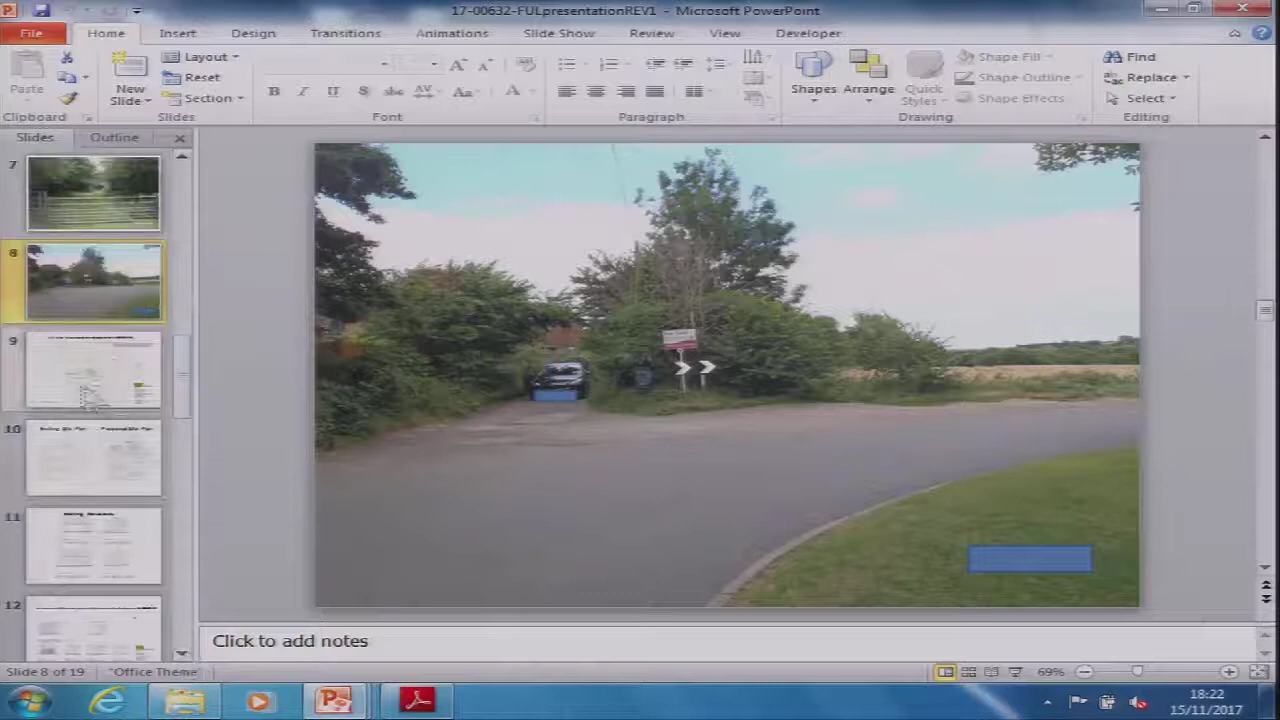 17-00632-FULpresentationREV1 - Microsoft PowerPoint
File Home Insert Design Transitions Animations Slide Show Review View Developer
Paste
New Slide
Layout
Reset
Section
Shapes
Arrange
Quick Styles
Shape Fill
Shape Outline
Shape Effects
Find
Replace
Select
Clipboard Slides Font Paragraph Drawing Editing
Slides Outline
7
8
9
10
11
12
Click to add notes
Slide 8 of 19 "Office Theme" 69%
18:22
15/11/2017